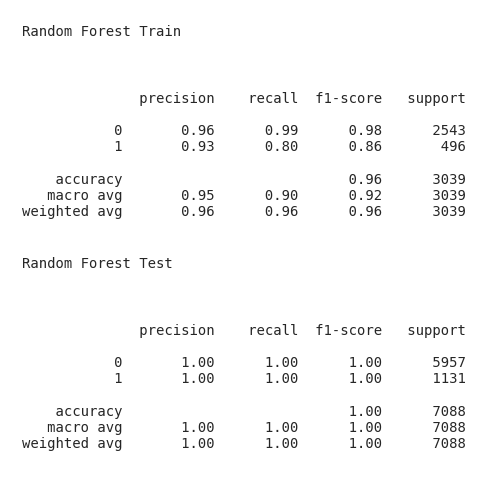 Random Forest Train
precision recall f1-score support
0 0.96 0.99 0.98 2543
1 0.93 0.80 0.86 496
accuracy 0.96 3039
macro avg 0.95 0.90 0.92 3039
weighted avg 0.96 0.96 0.96 3039
Random Forest Test
precision recall f1-score support
0 1.00 1.00 1.00 5957
1 1.00 1.00 1.00 1131
accuracy 1.00 7088
macro avg 1.00 1.00 1.00 7088
weighted avg 1.00 1.00 1.00 7088